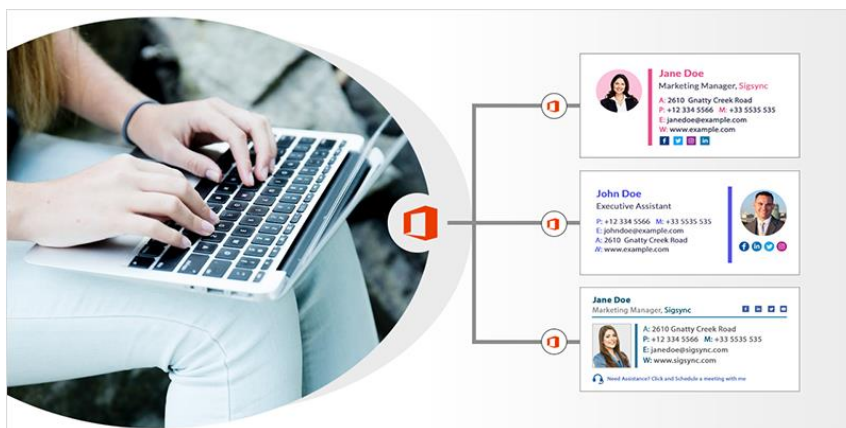 Jane Doe
Marketing Manager, Sigsync
A: 2610 Gnatty Creek Road
P: +12 334 5566 M: +33 5535 535
E: janedoe@example.com
W: www.example.com
John Doe
Executive Assistant
P: +12 334 5566 M: +33 5535 535
E: johndoe@example.com
A: 2610 Gnatty Creek Road
W: www.example.com
Jane Doe
Marketing Manager, Sigsync
A: 2610 Gnatty Creek Road
P: +12 334 5566 M: +33 5535 535
E: janedoe@sigsync.com
W: www.sigsync.com
Need Assistance? Click and Schedule a meeting with me